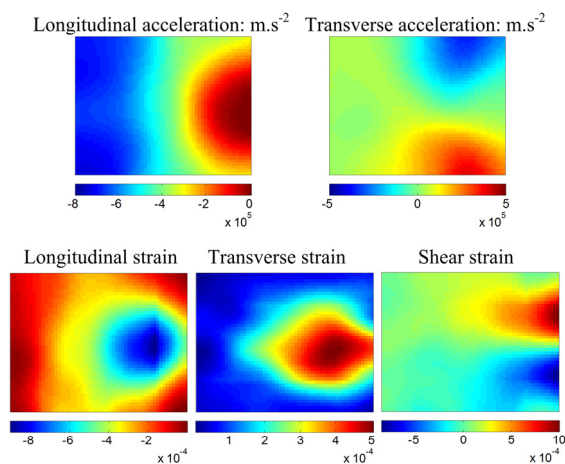 Longitudinal acceleration: m.s-2 Transverse acceleration: m.s-2
-8 -6 -4 -2 0 -5 0 5
x 10^5 x 10^5
Longitudinal strain Transverse strain Shear strain
-8 -6 -4 -2 1 2 3 4 5 -5 0 5 10
x 10^-4 x 10^-4 x 10^-4